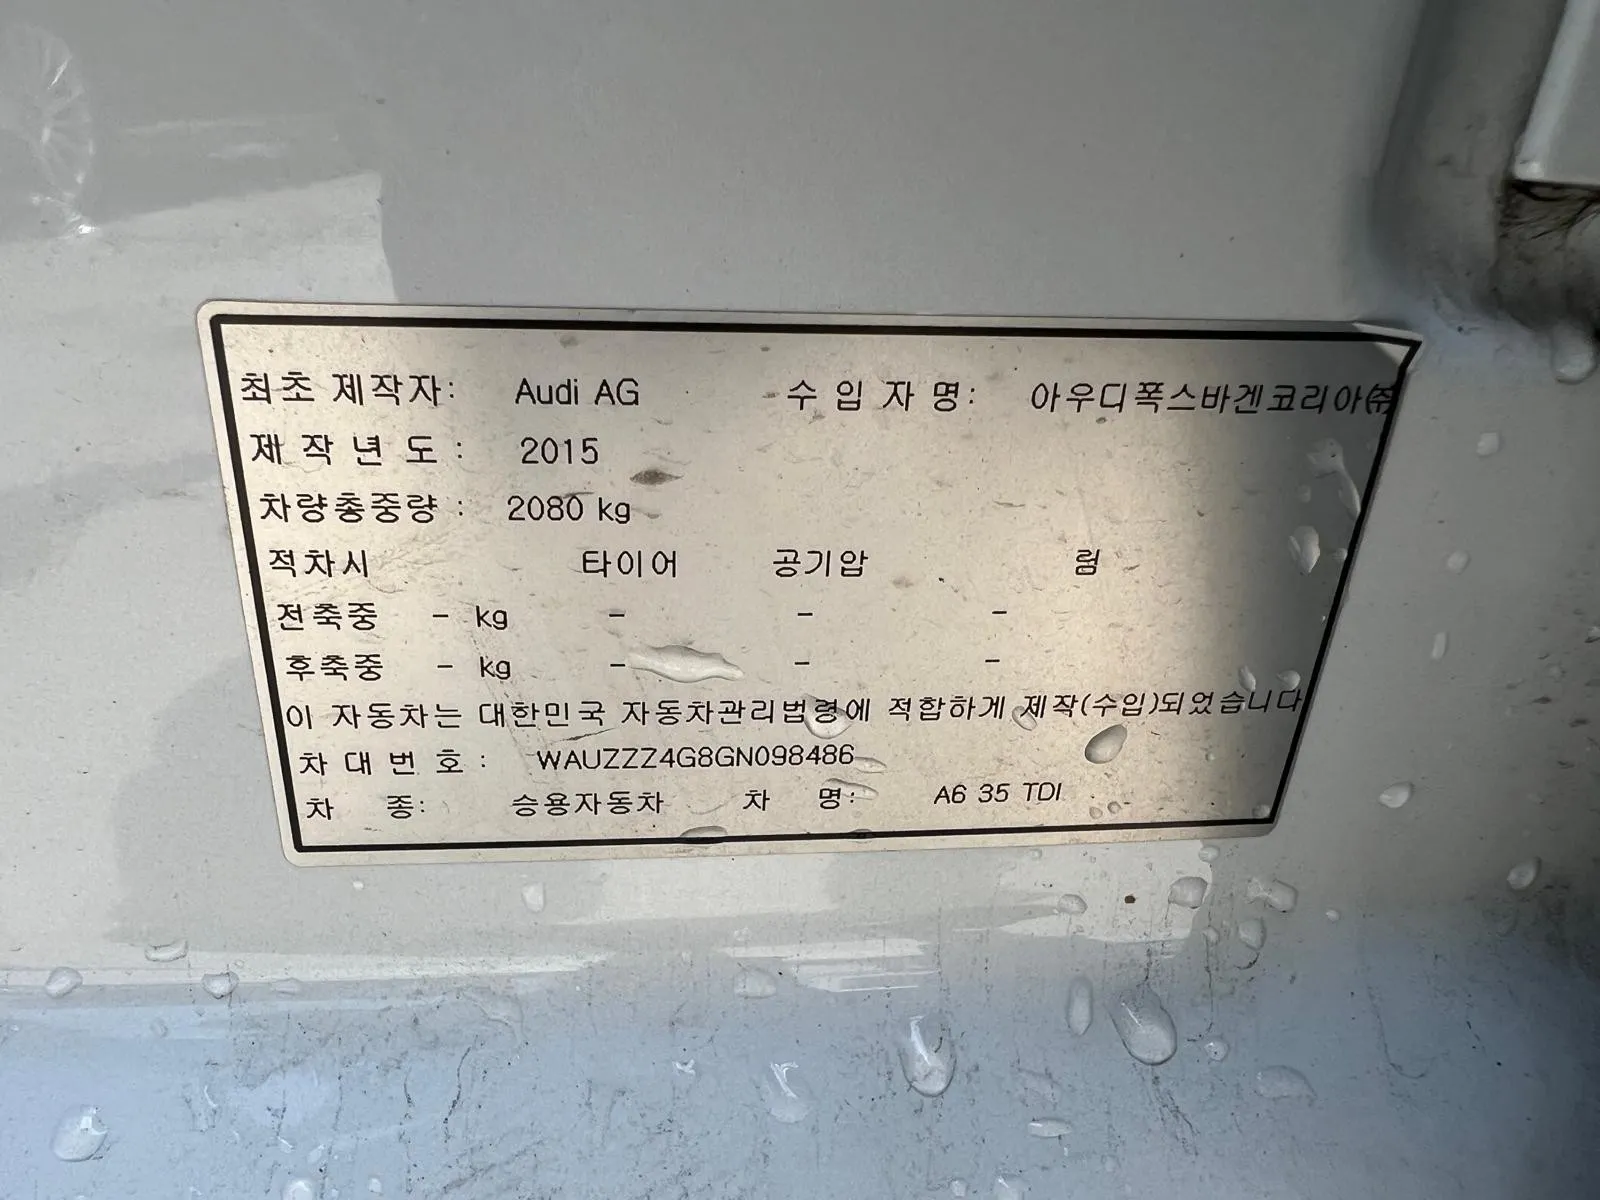 최초 제작자: Audi AG 수 입 자 명: 아우디폭스바겐코리아㈜
제 작 년 도 : 2015
차량총중량 : 2080 kg
적차시 타이어 공기압 림
전축중 - kg - - -
후축중 - kg - - -
이 자동차는 대한민국 자동차관리법령에 적합하게 제작(수입)되었습니다
차 대 번 호 : WAUZZZ4G8GN098486
차 종: 승용자동차 차 명: A6 35 TDI